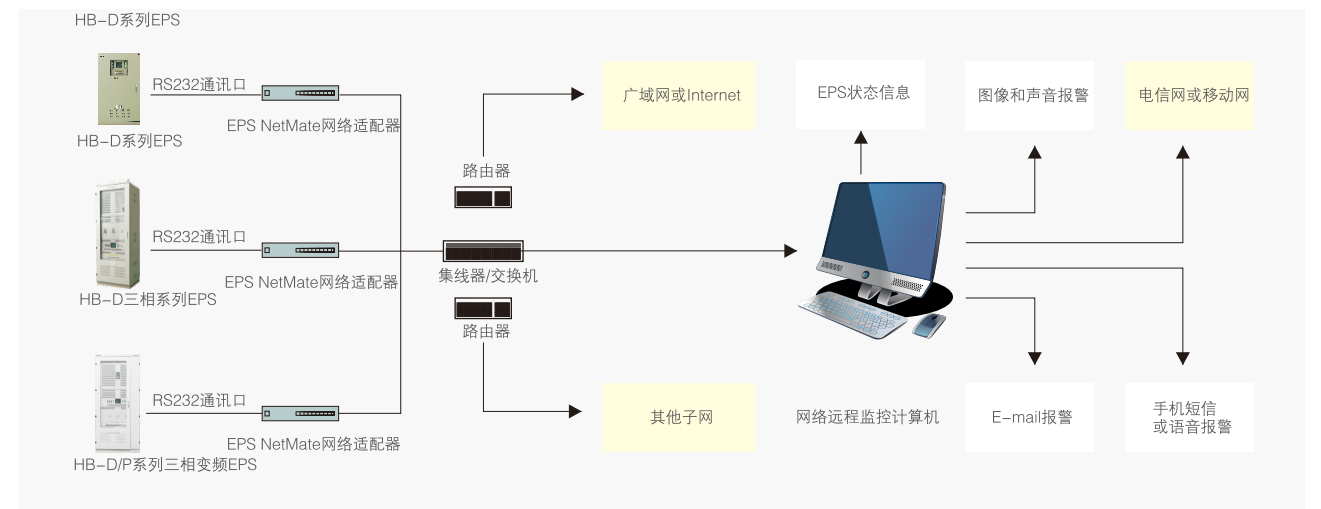 HB-D系列EPS
RS232通讯口
EPS NetMate网络适配器
HB-D系列EPS
RS232通讯口
EPS NetMate网络适配器
HB-D三相系列EPS
RS232通讯口
EPS NetMate网络适配器
HB-D/P系列三相变频EPS
路由器
集线器/交换机
路由器
广域网或Internet
其他子网
EPS状态信息
网络远程监控计算机
图像和声音报警
电信网或移动网
E-mail报警
手机短信
或语音报警